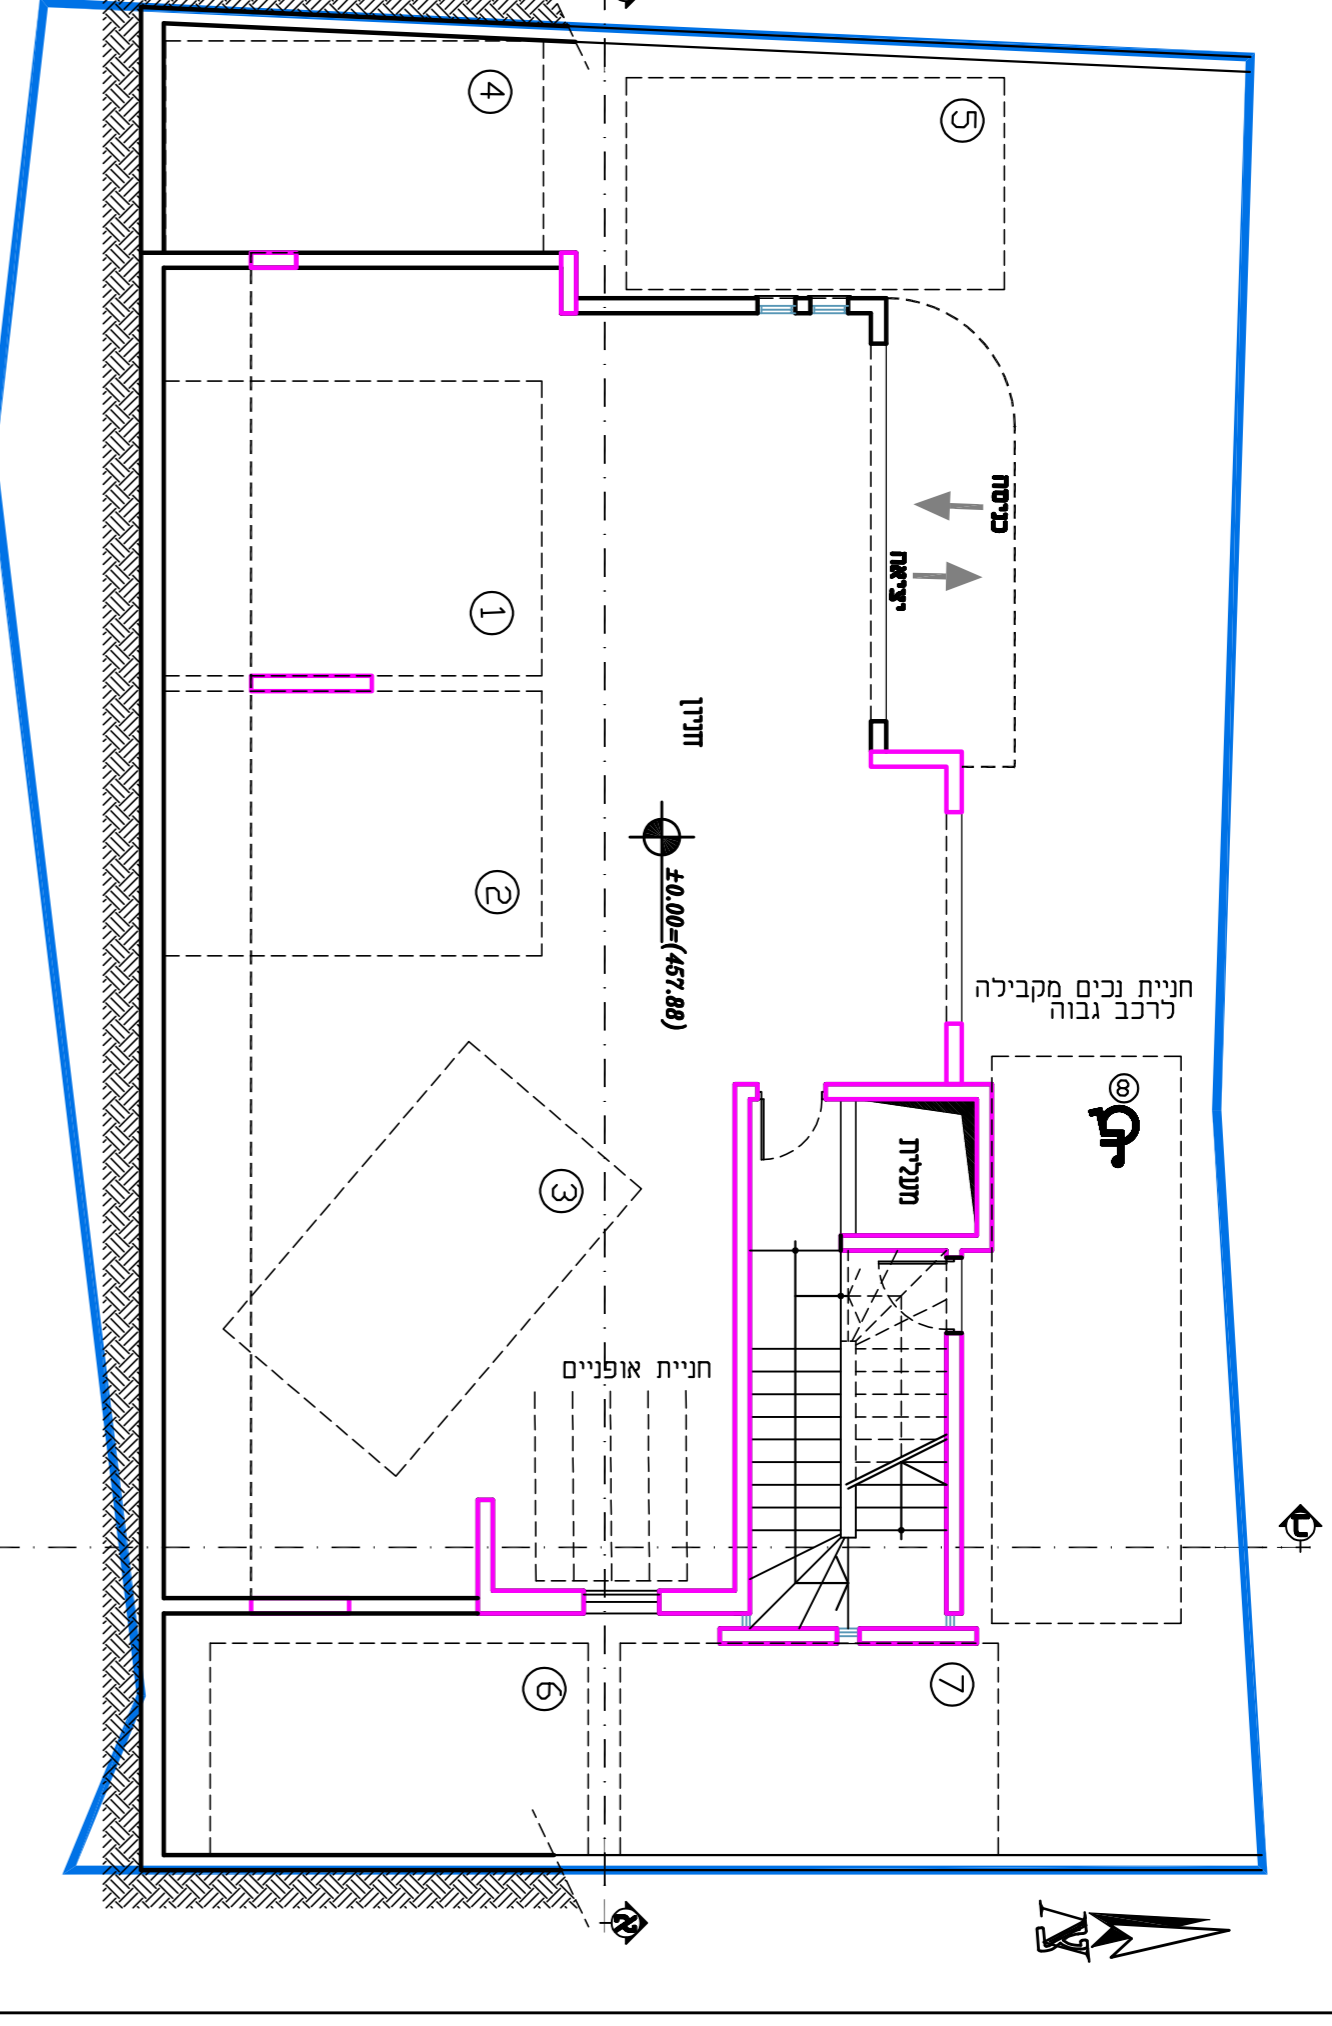 4
5
כניסה
יציאה
1
חניון
2
±0.00=(457.88)
חניית נכים מקבילה
לרכב גבוה
8
3
מעלית
חניית אופניים
ב
6
7
א